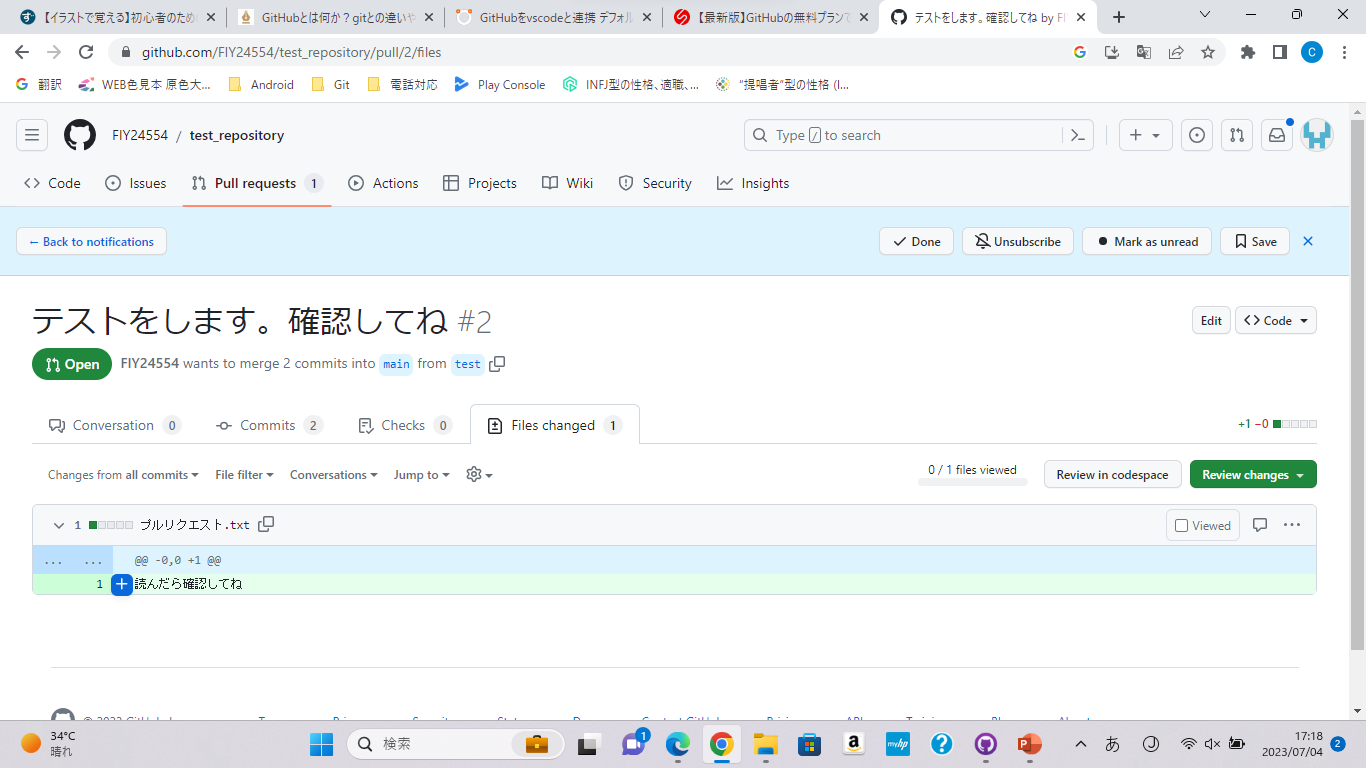 【イラストで覚える】初心者のため
GitHubとは何か？gitとの違いや
GitHubをvscodeと連携 デフォル
【最新版】GitHubの無料プランで
テストをします。確認してね by FI
github.com/FIY24554/test_repository/pull/2/files
C
翻訳
WEB色見本 原色大...
Android
Git
電話対応
Play Console
INFJ型の性格、適職、...
“提唱者”型の性格 (I...
FIY24554 / test_repository
Type / to search
Code
Issues
Pull requests 1
Actions
Projects
Wiki
Security
Insights
← Back to notifications
Done
Unsubscribe
Mark as unread
Save
テストをします。確認してね #2
Edit
Code
Open
FIY24554 wants to merge 2 commits into main from test
Conversation 0
Commits 2
Checks 0
Files changed 1
+1 −0
Changes from all commits
File filter
Conversations
Jump to
0 / 1 files viewed
Review in codespace
Review changes
1
プルリクエスト.txt
Viewed
... ...
@@ -0,0 +1 @@
1
読んだら確認してね
34°C
晴れ
検索
1
a
myhp
?
あ
17:18
2023/07/04
2